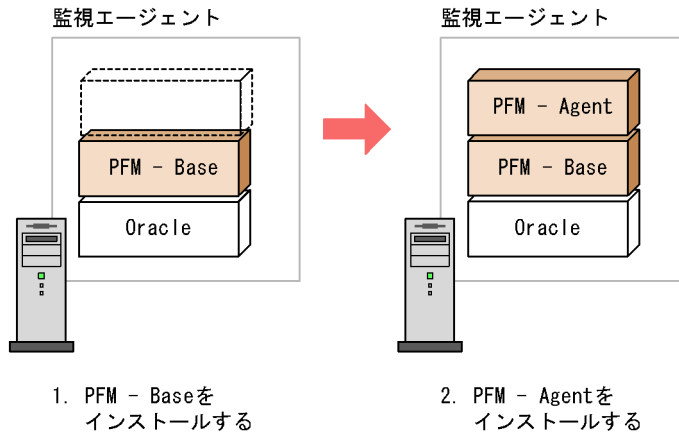 監視エージェント
PFM - Base
Oracle
1. PFM - Baseを
インストールする
監視エージェント
PFM - Agent
PFM - Base
Oracle
2. PFM - Agentを
インストールする